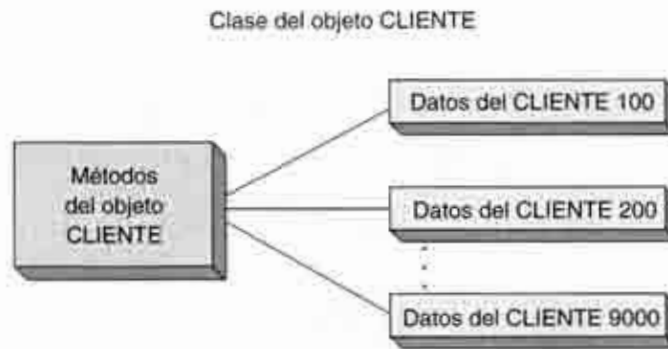 Clase del objeto CLIENTE
Métodos
del objeto
CLIENTE
Datos del CLIENTE 100
Datos del CLIENTE 200
Datos del CLIENTE 9000